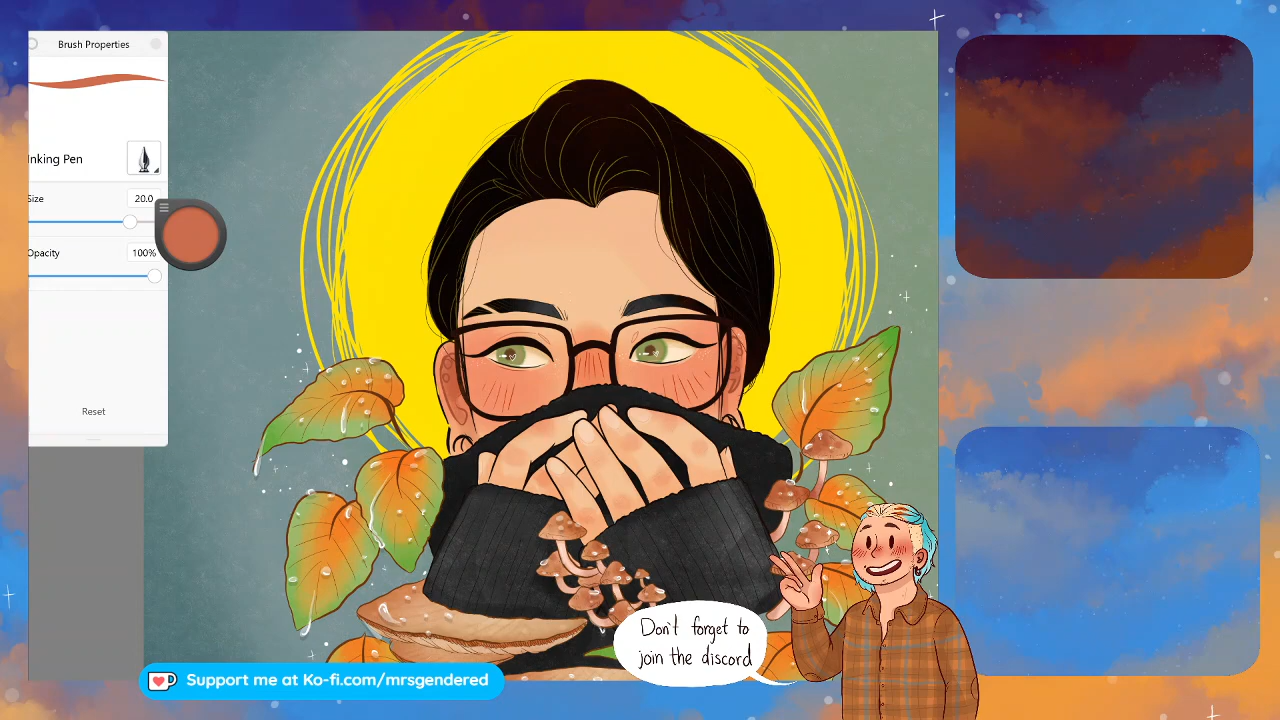 Brush Properties
Inking Pen
Size 20.0
Opacity 100%
Reset
Don't forget to
join the discord
Support me at Ko-fi.com/mrsgendered